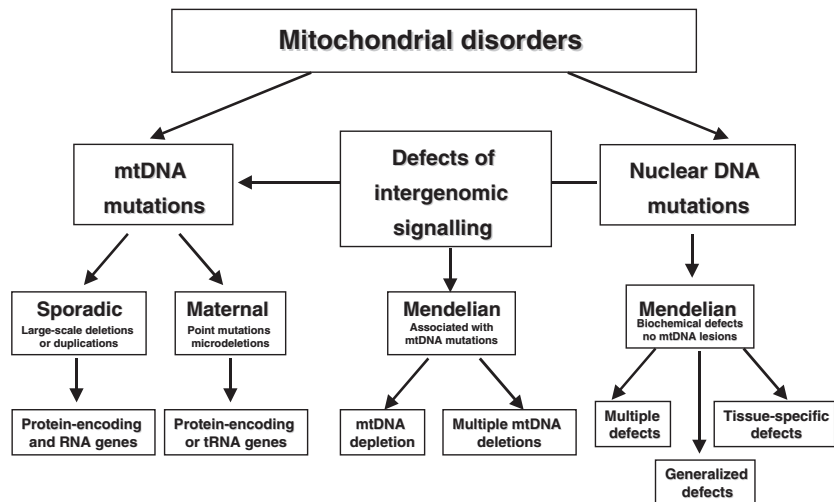 Mitochondrial disorders
mtDNA
mutations
Defects of
intergenomic
signalling
Nuclear DNA
mutations
Sporadic
Large-scale deletions
or duplications
Maternal
Point mutations
microdeletions
Mendelian
Associated with
mtDNA mutations
Mendelian
Biochemical defects
no mtDNA lesions
Protein-encoding
and RNA genes
Protein-encoding
or tRNA genes
mtDNA
depletion
Multiple mtDNA
deletions
Multiple
defects
Generalized
defects
Tissue-specific
defects